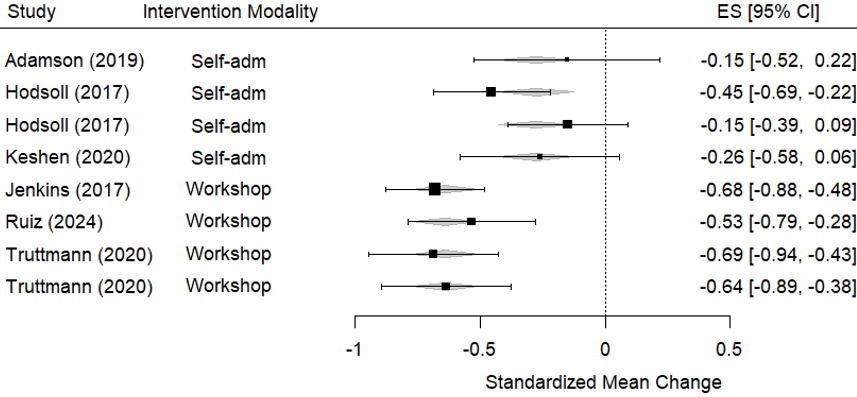 Study Intervention Modality ES [95% CI]
Adamson (2019) Self-adm -0.15 [-0.52, 0.22]
Hodsoll (2017) Self-adm -0.45 [-0.69, -0.22]
Hodsoll (2017) Self-adm -0.15 [-0.39, 0.09]
Keshen (2020) Self-adm -0.26 [-0.58, 0.06]
Jenkins (2017) Workshop -0.68 [-0.88, -0.48]
Ruiz (2024) Workshop -0.53 [-0.79, -0.28]
Truttmann (2020) Workshop -0.69 [-0.94, -0.43]
Truttmann (2020) Workshop -0.64 [-0.89, -0.38]
-1 -0.5 0 0.5
Standardized Mean Change